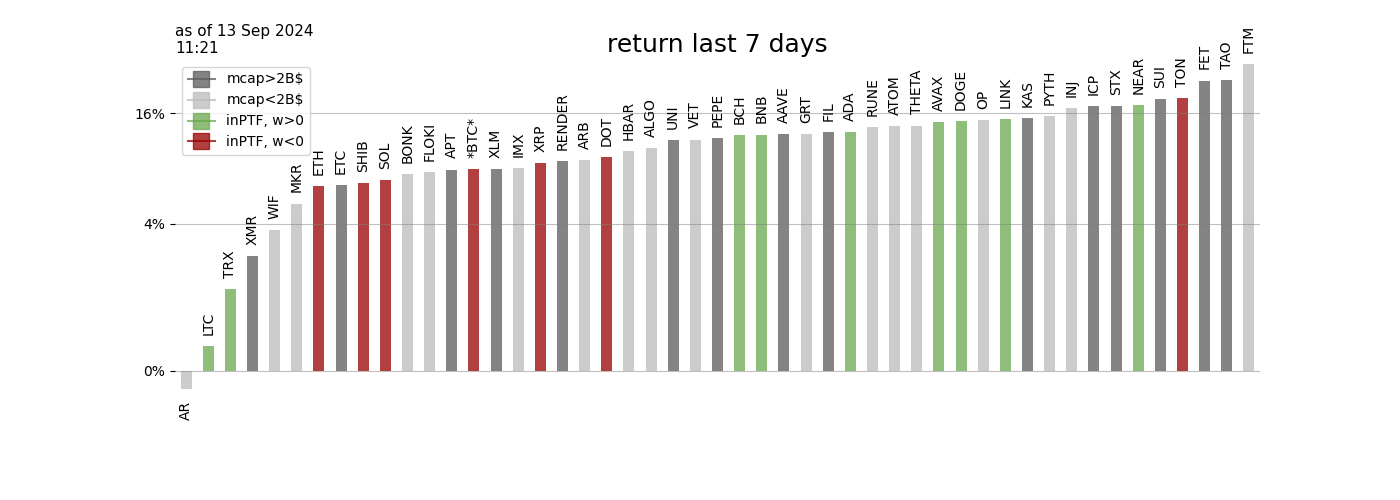 as of 13 Sep 2024
11:21
return last 7 days
mcap>2B$
mcap<2B$
inPTF, w>0
inPTF, w<0
16%
4%
0%
AR
LTC
TRX
XMR
WIF
MKR
ETH
ETC
SHIB
SOL
BONK
FLOKI
APT
*BTC*
XLM
IMX
XRP
RENDER
ARB
DOT
HBAR
ALGO
UNI
VET
PEPE
BCH
BNB
AAVE
GRT
FIL
ADA
RUNE
ATOM
THETA
AVAX
DOGE
OP
LINK
KAS
PYTH
INJ
ICP
STX
NEAR
SUI
TON
FET
TAO
FTM